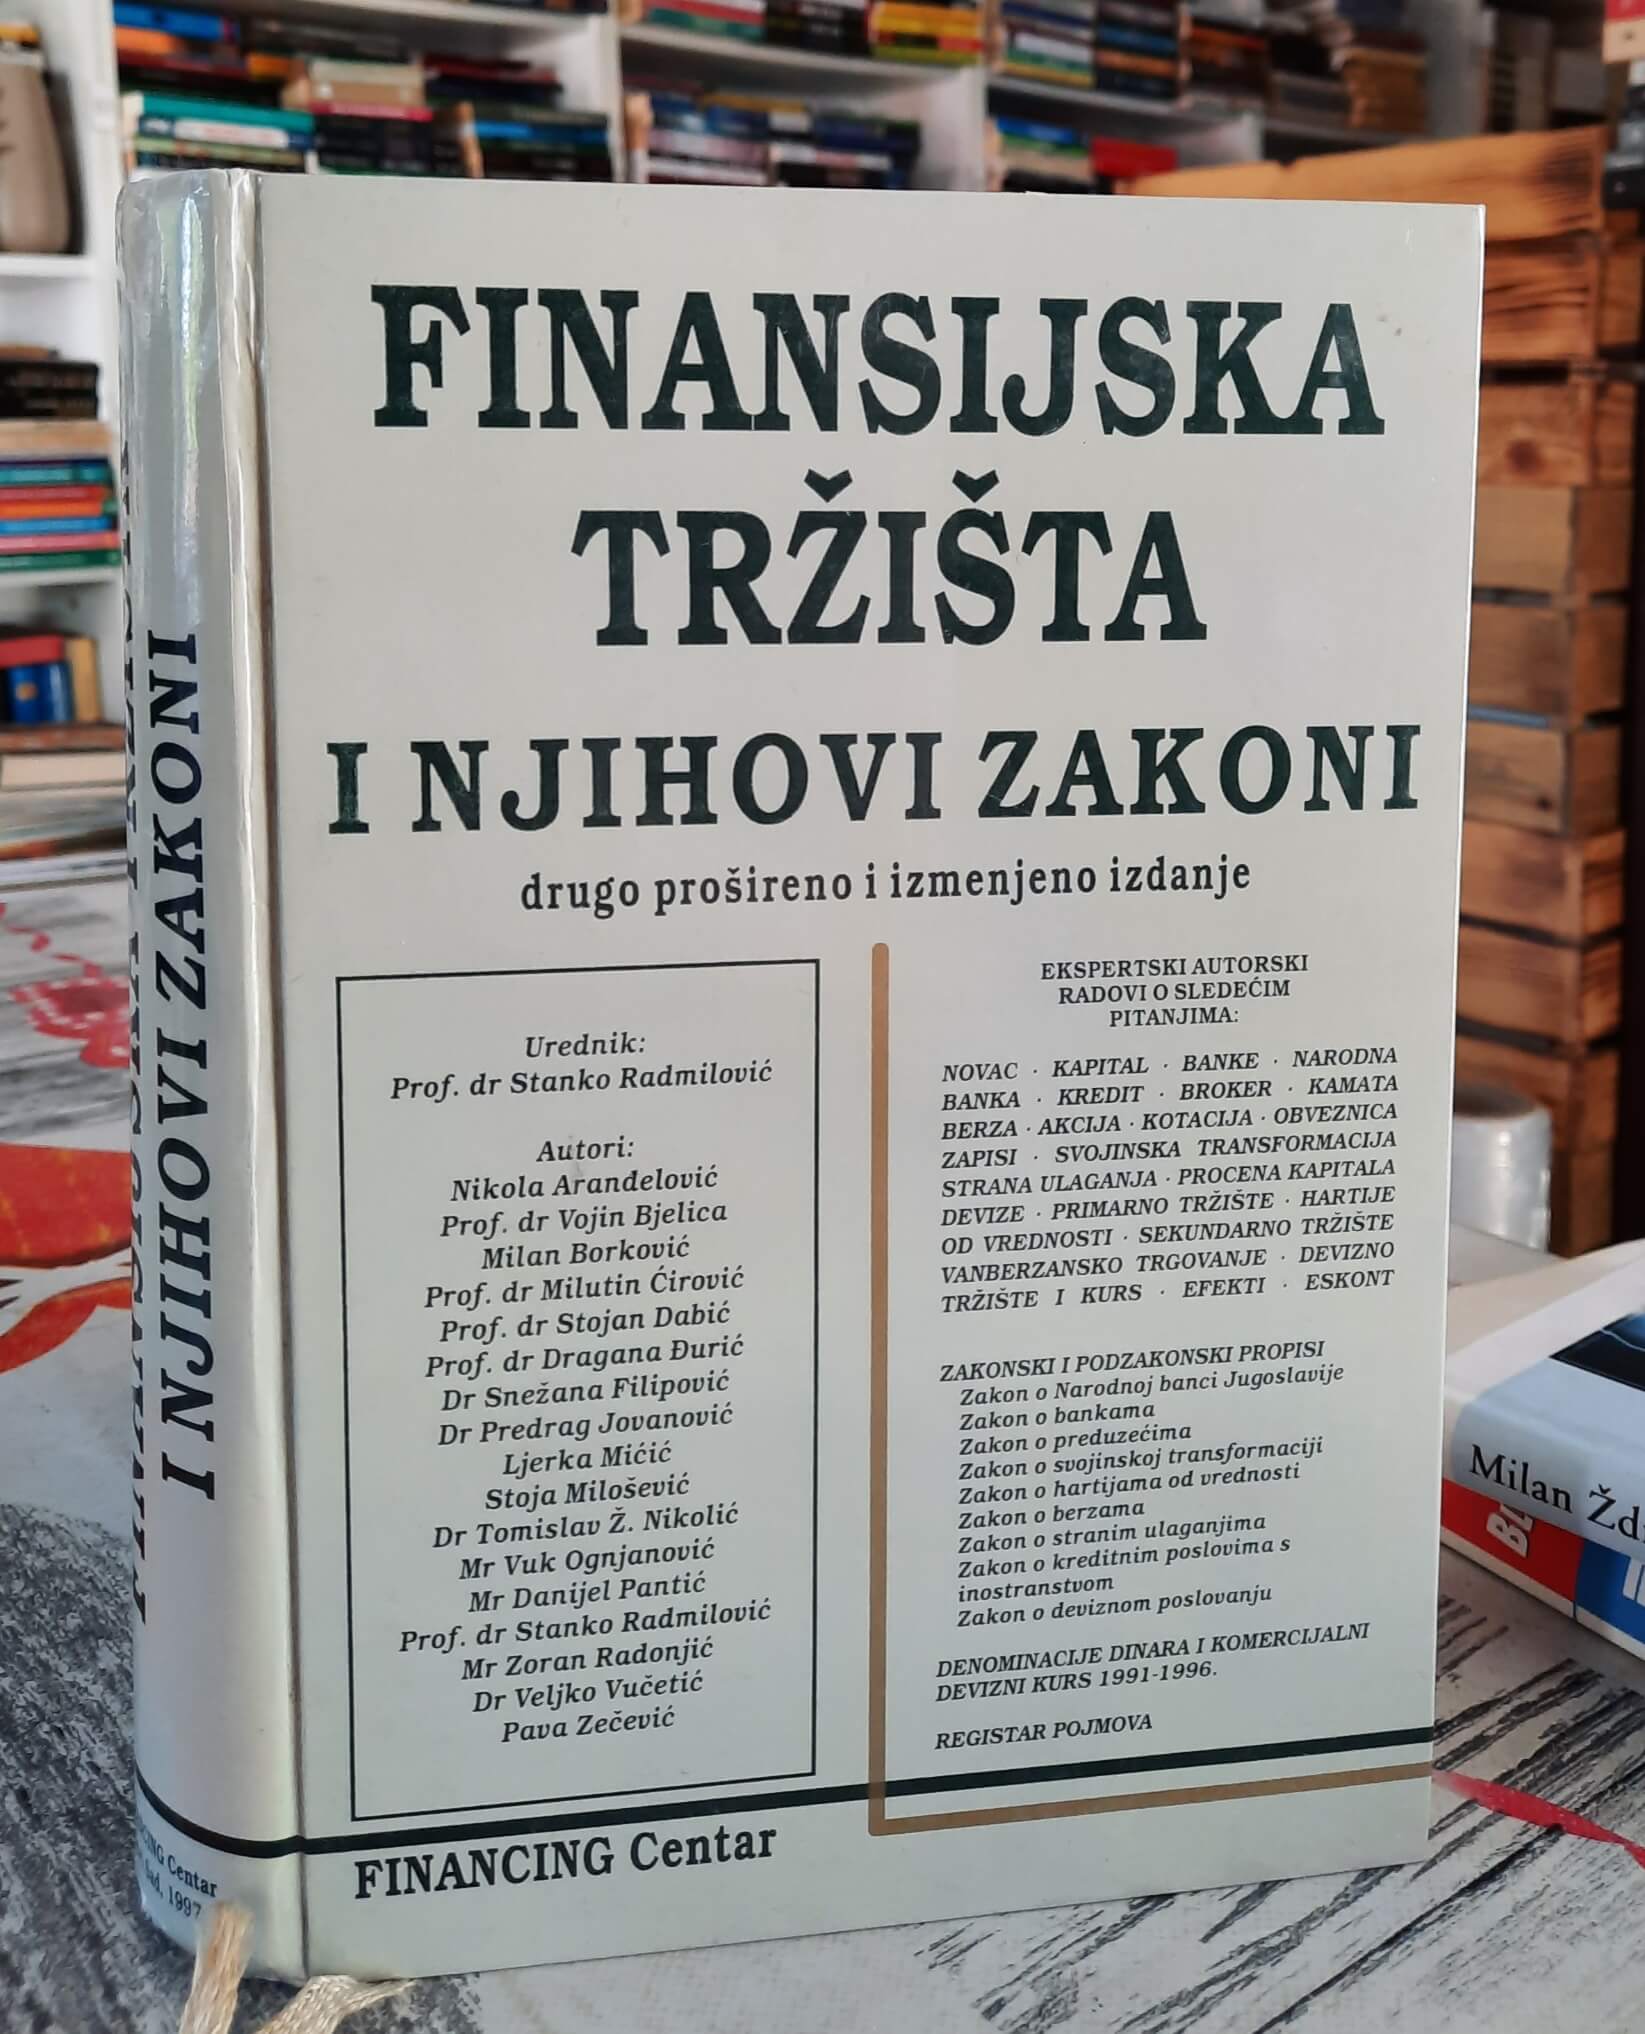 FINANSIJSKA
TRŽIŠTA
I NJIHOVI ZAKONI
drugo prošireno i izmenjeno izdanje
Urednik:
Prof. dr Stanko Radmilović
Autori:
Nikola Aranđelović
Prof. dr Vojin Bjelica
Milan Borković
Prof. dr Milutin Ćirović
Prof. dr Stojan Dabić
Prof. dr Dragana Đurić
Dr Snežana Filipović
Dr Predrag Jovanović
Ljerka Mićić
Stoja Milošević
Dr Tomislav Ž. Nikolić
Mr Vuk Ognjanović
Mr Danijel Pantić
Prof. dr Stanko Radmilović
Mr Zoran Radonjić
Dr Veljko Vučetić
Pava Zečević
EKSPERTSKI AUTORSKI
RADOVI O SLEDEĆIM
PITANJIMA:
NOVAC · KAPITAL · BANKE · NARODNA
BANKA · KREDIT · BROKER · KAMATA
BERZA · AKCIJA · KOTACIJA · OBVEZNICA
ZAPISI · SVOJINSKA TRANSFORMACIJA
STRANA ULAGANJA · PROCENA KAPITALA
DEVIZE · PRIMARNO TRŽIŠTE · HARTIJE
OD VREDNOSTI · SEKUNDARNO TRŽIŠTE
VANBERZANSKO TRGOVANJE · DEVIZNO
TRŽIŠTE I KURS · EFEKTI · ESKONT
ZAKONSKI I PODZAKONSKI PROPISI
Zakon o Narodnoj banci Jugoslavije
Zakon o bankama
Zakon o preduzećima
Zakon o svojinskoj transformaciji
Zakon o hartijama od vrednosti
Zakon o berzama
Zakon o stranim ulaganjima
Zakon o kreditnim poslovima s
inostranstvom
Zakon o deviznom poslovanju
DENOMINACIJE DINARA I KOMERCIJALNI
DEVIZNI KURS 1991-1996.
REGISTAR POJMOVA
FINANCING Centar
I NJIHOVI ZAKONI
Centar
1997
Milan